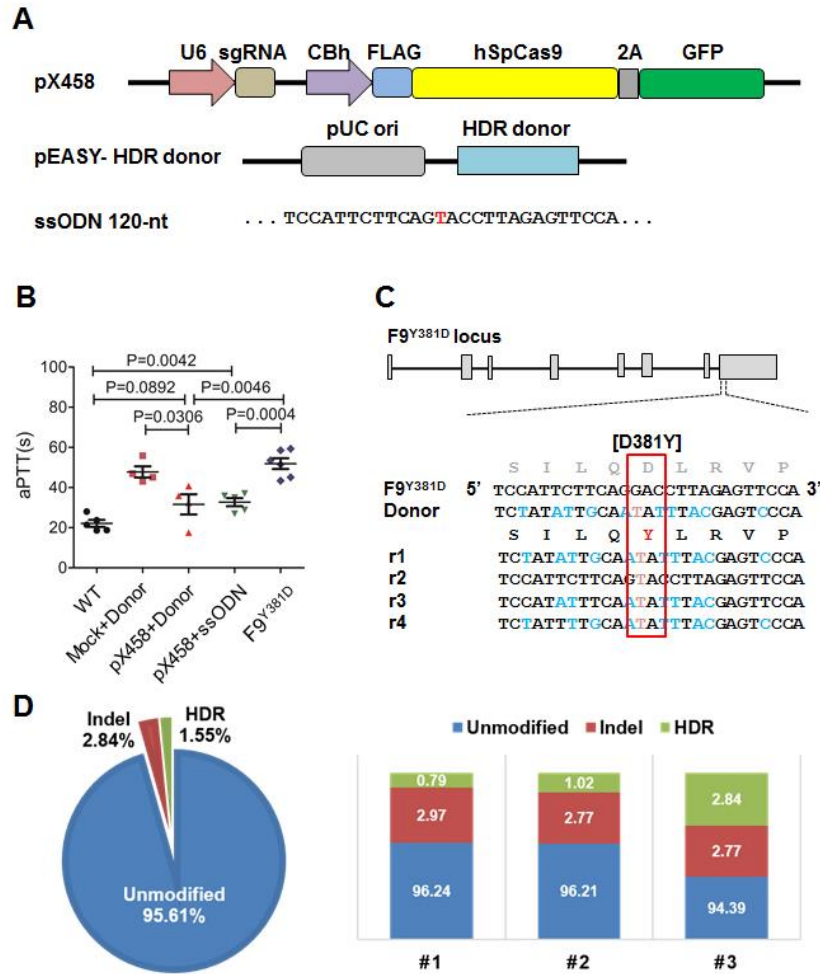 A
U6 sgRNA CBh FLAG hSpCas9 2A GFP
pX458
pUC ori HDR donor
pEASY- HDR donor
ssODN 120-nt ... TCCATTCTTCAGTACCTTAGAGTTCCA...
B
P=0.0042
P=0.0892 P=0.0046
P=0.0306 P=0.0004
aPTT(s)
100
80
60
40
20
0
WT
Mock+Donor
pX458+Donor
pX458+ssODN
F9Y381D
C
F9Y381D locus
[D381Y]
S I L Q D L R V P
F9Y381D 5' TCCATTCTTCAGGACCTTAGAGTTCCA 3'
Donor TCTATATTGCAATATTTACGAGTCCCA
S I L Q Y L R V P
r1 TCTATATTGCAATATTTACGAGTCCCA
r2 TCCATTCTTCAGTACCTTAGAGTTCCA
r3 TCCATATTTCAATATTTACGAGTTCCA
r4 TCTATTTTGCAATATTTACGAGTCCCA
D
Indel
2.84%
HDR
1.55%
Unmodified
95.61%
Unmodified Indel HDR
0.79 1.02 2.84
2.97 2.77 2.77
96.24 96.21 94.39
#1 #2 #3